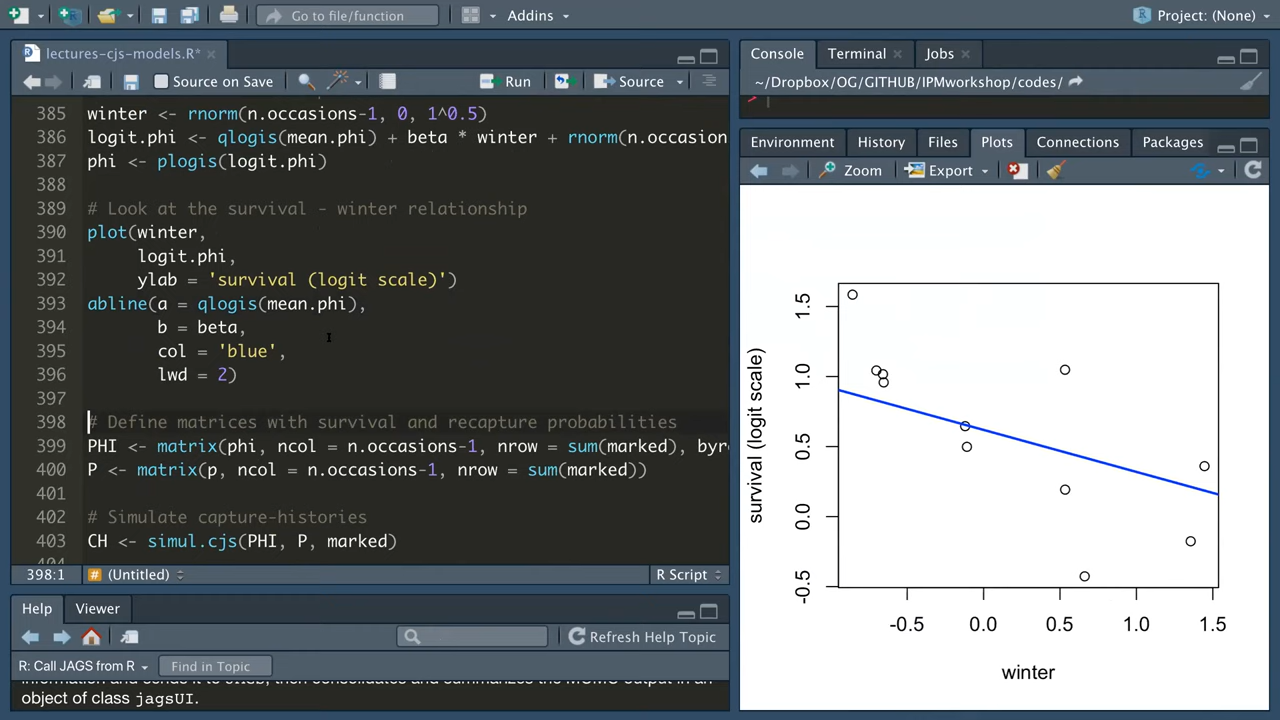 Go to file/function
Addins
Project: (None)
lectures-cjs-models.R*
Source on Save
Run
Source
385 winter <- rnorm(n.occasions-1, 0, 1^0.5)
386 logit.phi <- qlogis(mean.phi) + beta * winter + rnorm(n.occasion
387 phi <- plogis(logit.phi)
388
389 # Look at the survival - winter relationship
390 plot(winter,
391 logit.phi,
392 ylab = 'survival (logit scale)')
393 abline(a = qlogis(mean.phi),
394 b = beta,
395 col = 'blue',
396 lwd = 2)
397
398 # Define matrices with survival and recapture probabilities
399 PHI <- matrix(phi, ncol = n.occasions-1, nrow = sum(marked), byr
400 P <- matrix(p, ncol = n.occasions-1, nrow = sum(marked))
401
402 # Simulate capture-histories
403 CH <- simul.cjs(PHI, P, marked)
398:1
# (Untitled)
R Script
Help
Viewer
Refresh Help Topic
R: Call JAGS from R
Find in Topic
object of class jagsUI.
Console
Terminal
Jobs
~/Dropbox/OG/GITHUB/IPMworkshop/codes/
>
Environment
History
Files
Plots
Connections
Packages
Zoom
Export
survival (logit scale)
1.5
1.0
0.5
0.0
-0.5
-0.5 0.0 0.5 1.0 1.5
winter